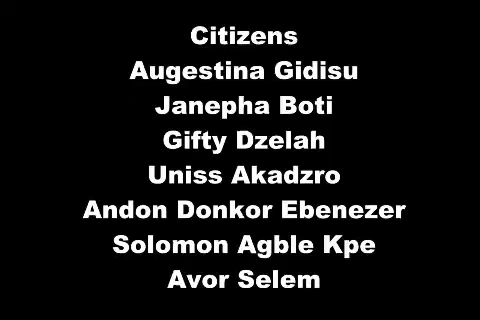 Citizens
Augestina Gidisu
Janepha Boti
Gifty Dzelah
Uniss Akadzro
Andon Donkor Ebenezer
Solomon Agble Kpe
Avor Selem